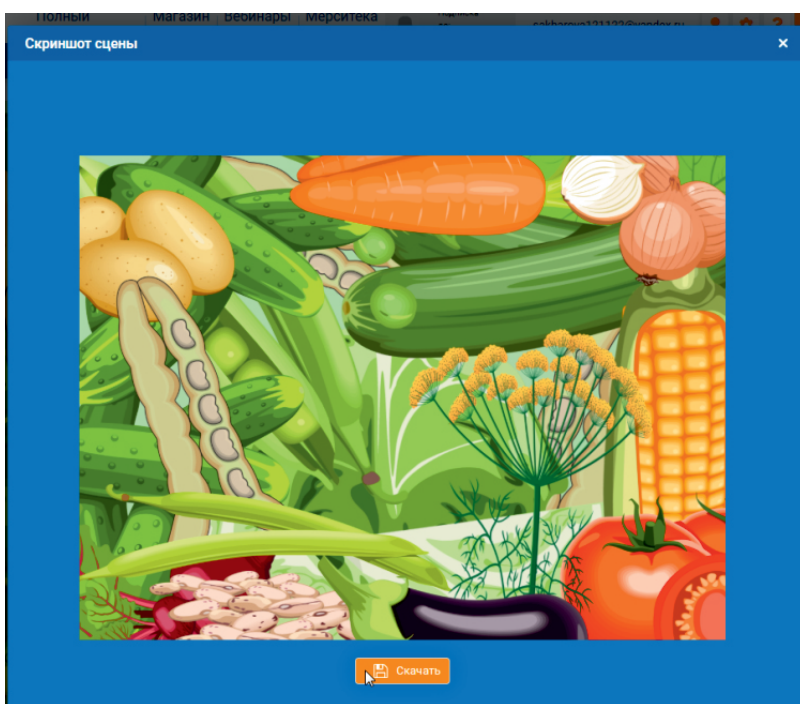 Полный Магазин Вебинары Мерситека
Скриншот сцены
Скачать